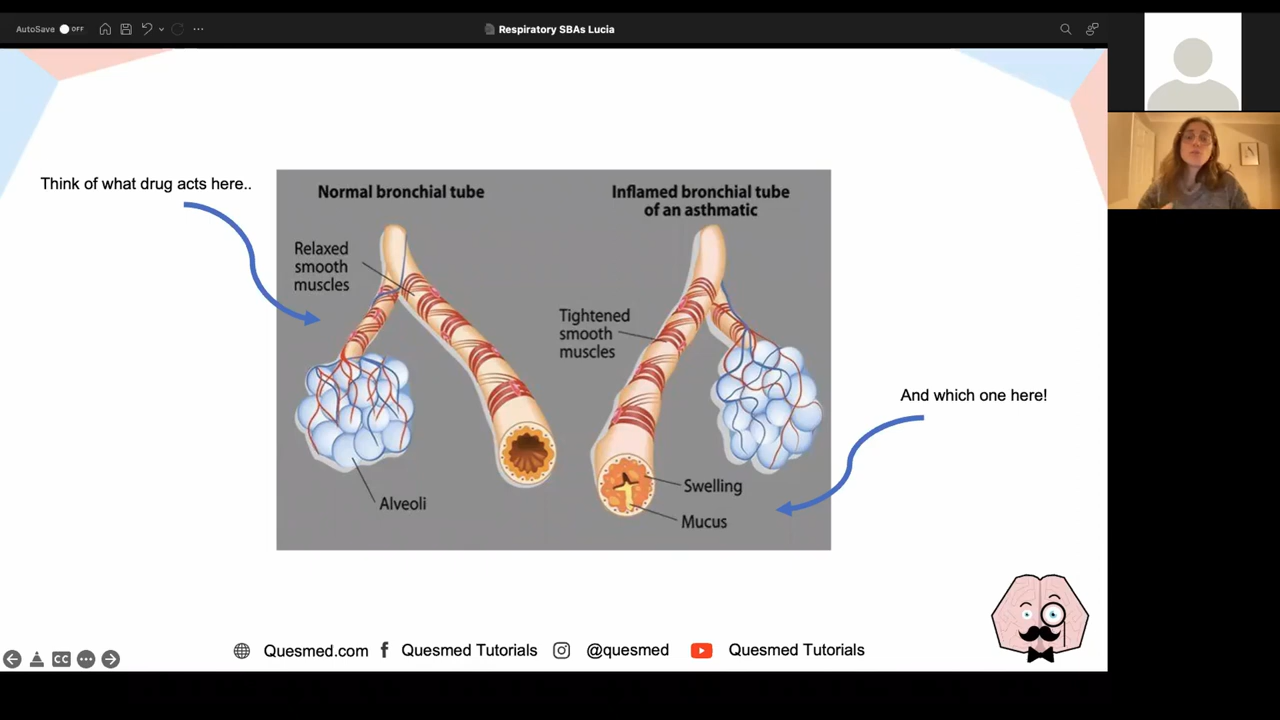 AutoSave OFF
Respiratory SBAs Lucia
Think of what drug acts here..
Normal bronchial tube
Inflamed bronchial tube
of an asthmatic
Relaxed
smooth
muscles
Tightened
smooth
muscles
And which one here!
Alveoli
Swelling
Mucus
Quesmed.com
Quesmed Tutorials
@quesmed
Quesmed Tutorials
CC